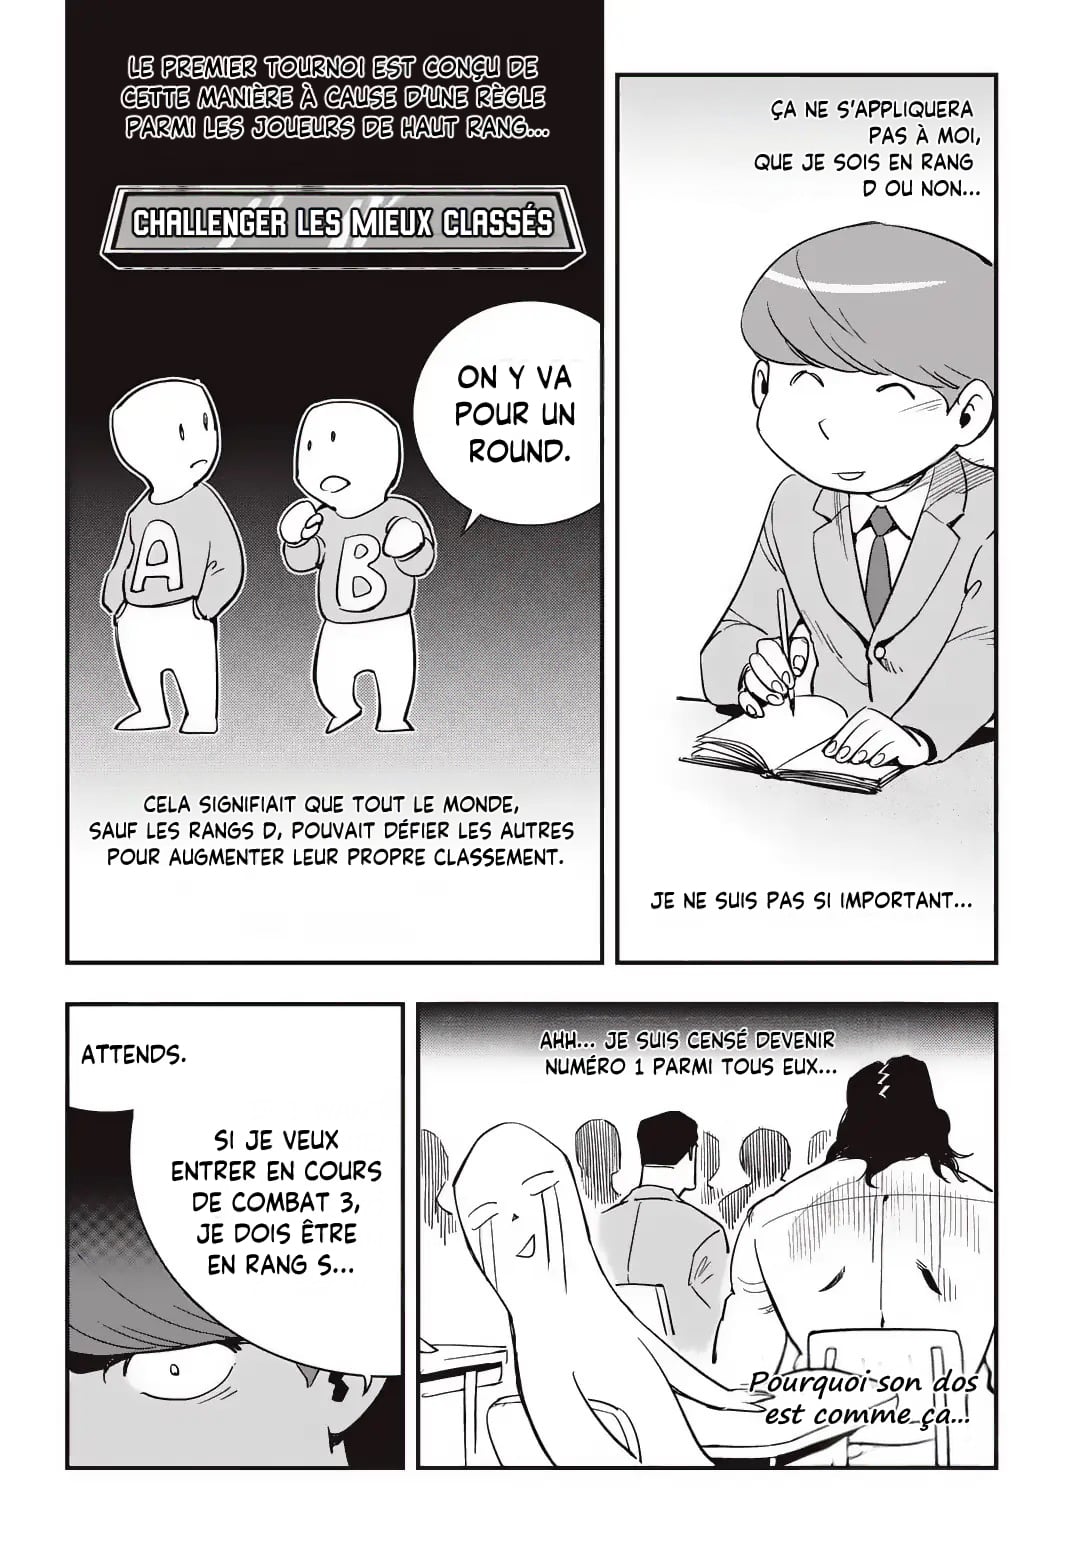 LE PREMIER TOURNOI EST CONÇU DE
CETTE MANIÈRE À CAUSE D'UNE RÈGLE
PARMI LES JOUEURS DE HAUT RANG...
CHALLENGER LES MIEUX CLASSÉS
ON Y VA
POUR UN
ROUND.
A
B
CELA SIGNIFIAIT QUE TOUT LE MONDE,
SAUF LES RANGS D, POUVAIT DÉFIER LES AUTRES
POUR AUGMENTER LEUR PROPRE CLASSEMENT.
ÇA NE S'APPLIQUERA
PAS À MOI,
QUE JE SOIS EN RANG
D OU NON...
JE NE SUIS PAS SI IMPORTANT...
ATTENDS.
SI JE VEUX
ENTRER EN COURS
DE COMBAT 3,
JE DOIS ÊTRE
EN RANG S...
AHH... JE SUIS CENSÉ DEVENIR
NUMÉRO 1 PARMI TOUS EUX...
Pourquoi son dos
est comme ça...